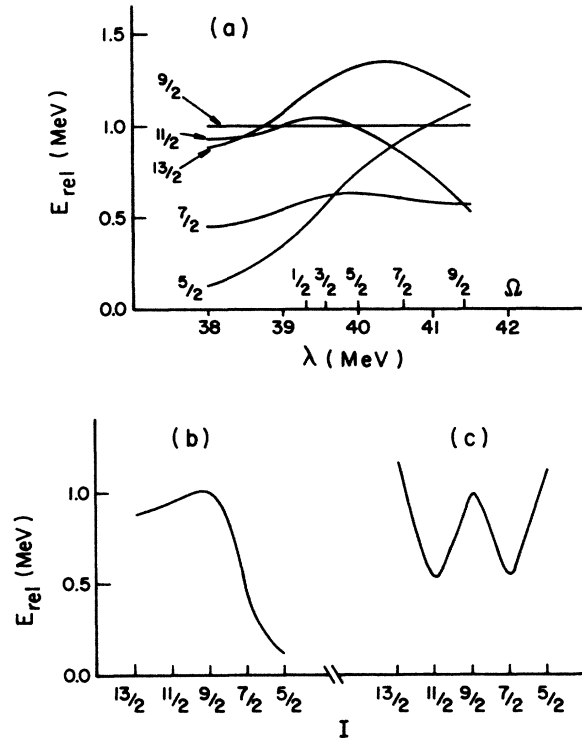 (a)
1.5
1.0
0.5
0.0
E_rel (MeV)
9/2
11/2
13/2
7/2
5/2
1/2 3/2 5/2 7/2 9/2 Ω
38 39 40 41 42
λ (MeV)
(b) (c)
1.0
0.5
0.0
E_rel (MeV)
13/2 11/2 9/2 7/2 5/2 13/2 11/2 9/2 7/2 5/2
I